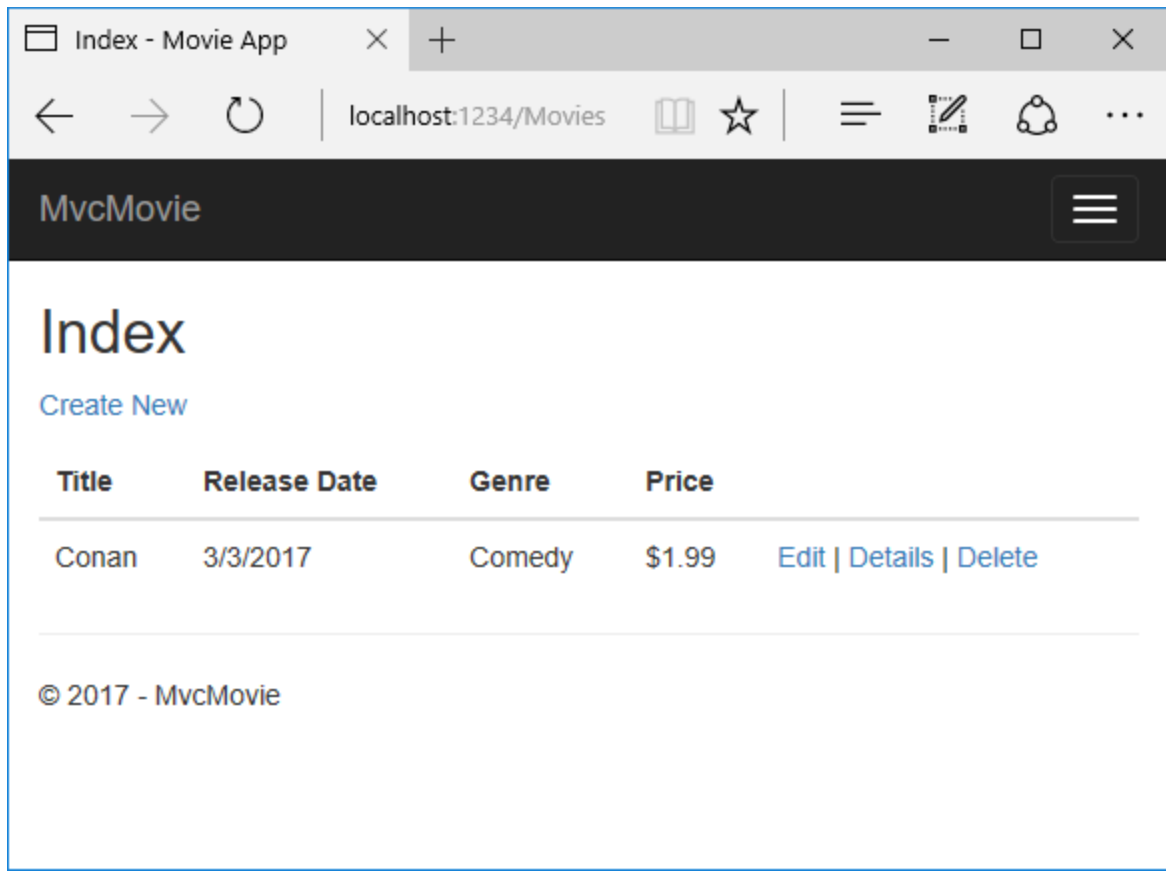 Index - Movie App
localhost:1234/Movies
MvcMovie
Index
Create New
Title Release Date Genre Price
Conan 3/3/2017 Comedy $1.99 Edit | Details | Delete
© 2017 - MvcMovie